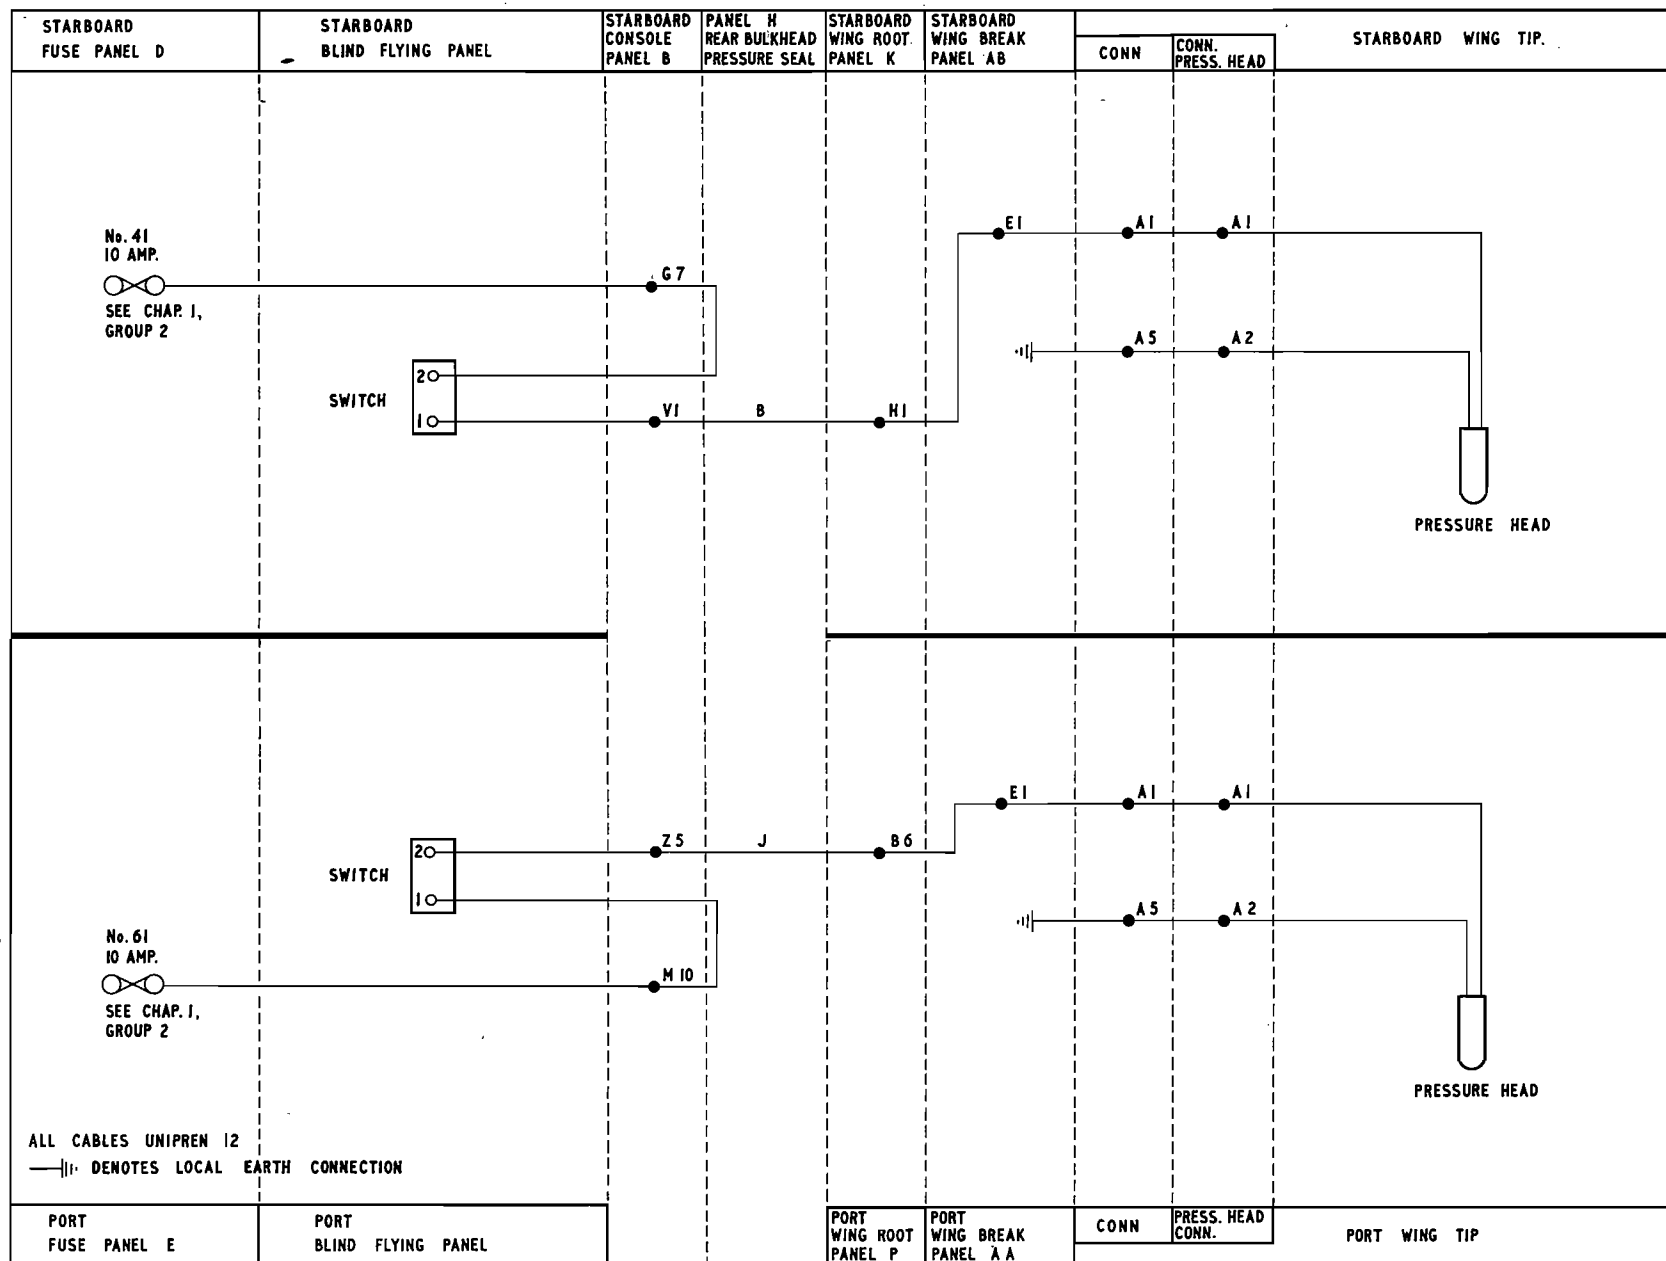 STARBOARD
FUSE PANEL D
STARBOARD
BLIND FLYING PANEL
STARBOARD
CONSOLE
PANEL B
PANEL H
REAR BULKHEAD
PRESSURE SEAL
STARBOARD
WING ROOT.
PANEL K
STARBOARD
WING BREAK
PANEL AB
CONN
CONN.
PRESS. HEAD
STARBOARD WING TIP.
No. 41
10 AMP.
SEE CHAP. 1,
GROUP 2
SWITCH
2
1
G7
V1
B
H1
E1
A1
A1
A5
A2
PRESSURE HEAD
SWITCH
2
1
Z5
J
B6
M10
E1
A1
A1
A5
A2
PRESSURE HEAD
No. 61
10 AMP.
SEE CHAP. 1,
GROUP 2
ALL CABLES UNIPREN 12
DENOTES LOCAL EARTH CONNECTION
PORT
FUSE PANEL E
PORT
BLIND FLYING PANEL
PORT
WING ROOT
PANEL P
PORT
WING BREAK
PANEL AA
CONN
PRESS. HEAD
CONN.
PORT WING TIP